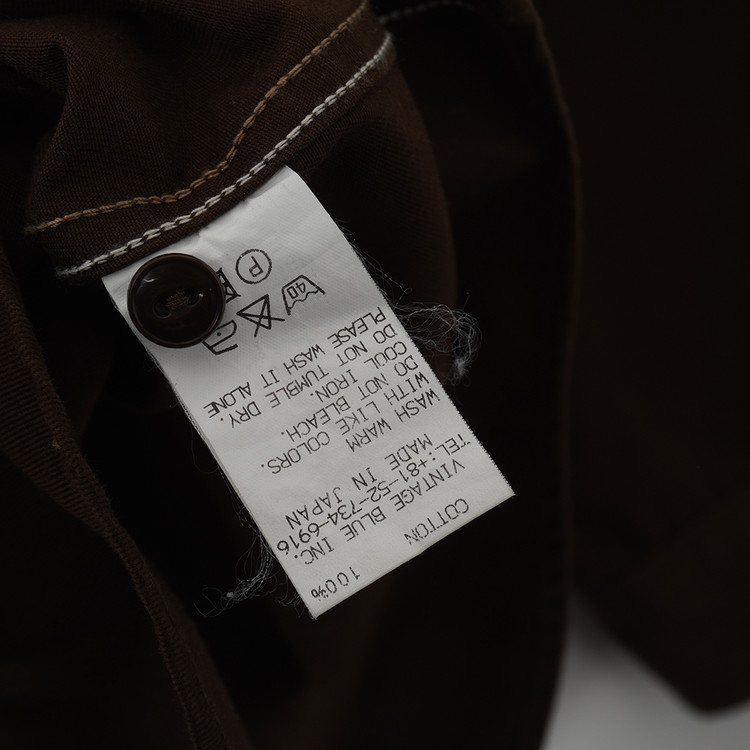 COTTON 100%
VINTAGE BLUE INC.
TEL:+81-52-734-6916
MADE IN JAPAN
WASH WARM
WITH LIKE COLORS.
DO NOT BLEACH.
COOL IRON.
DO NOT TUMBLE DRY.
PLEASE WASH IT ALONE
40
P